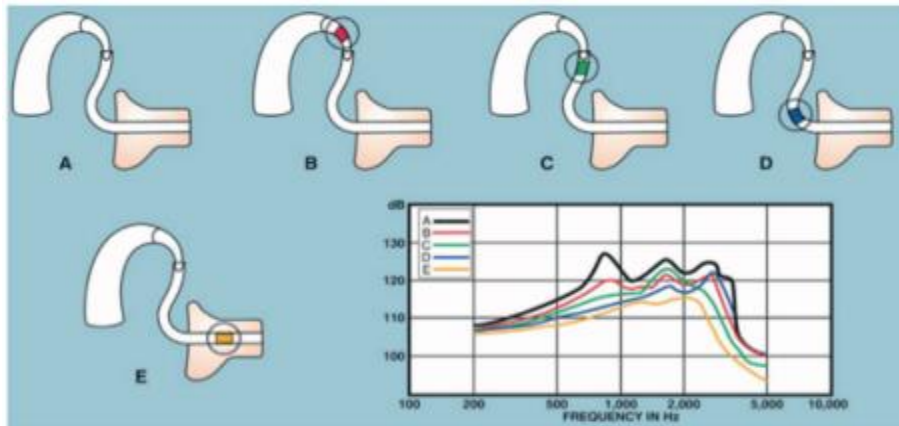 A
B
C
D
E
dB
130
120
110
100
A
B
C
D
E
100
200
500
1,000
2,000
5,000
10,000
FREQUENCY IN Hz